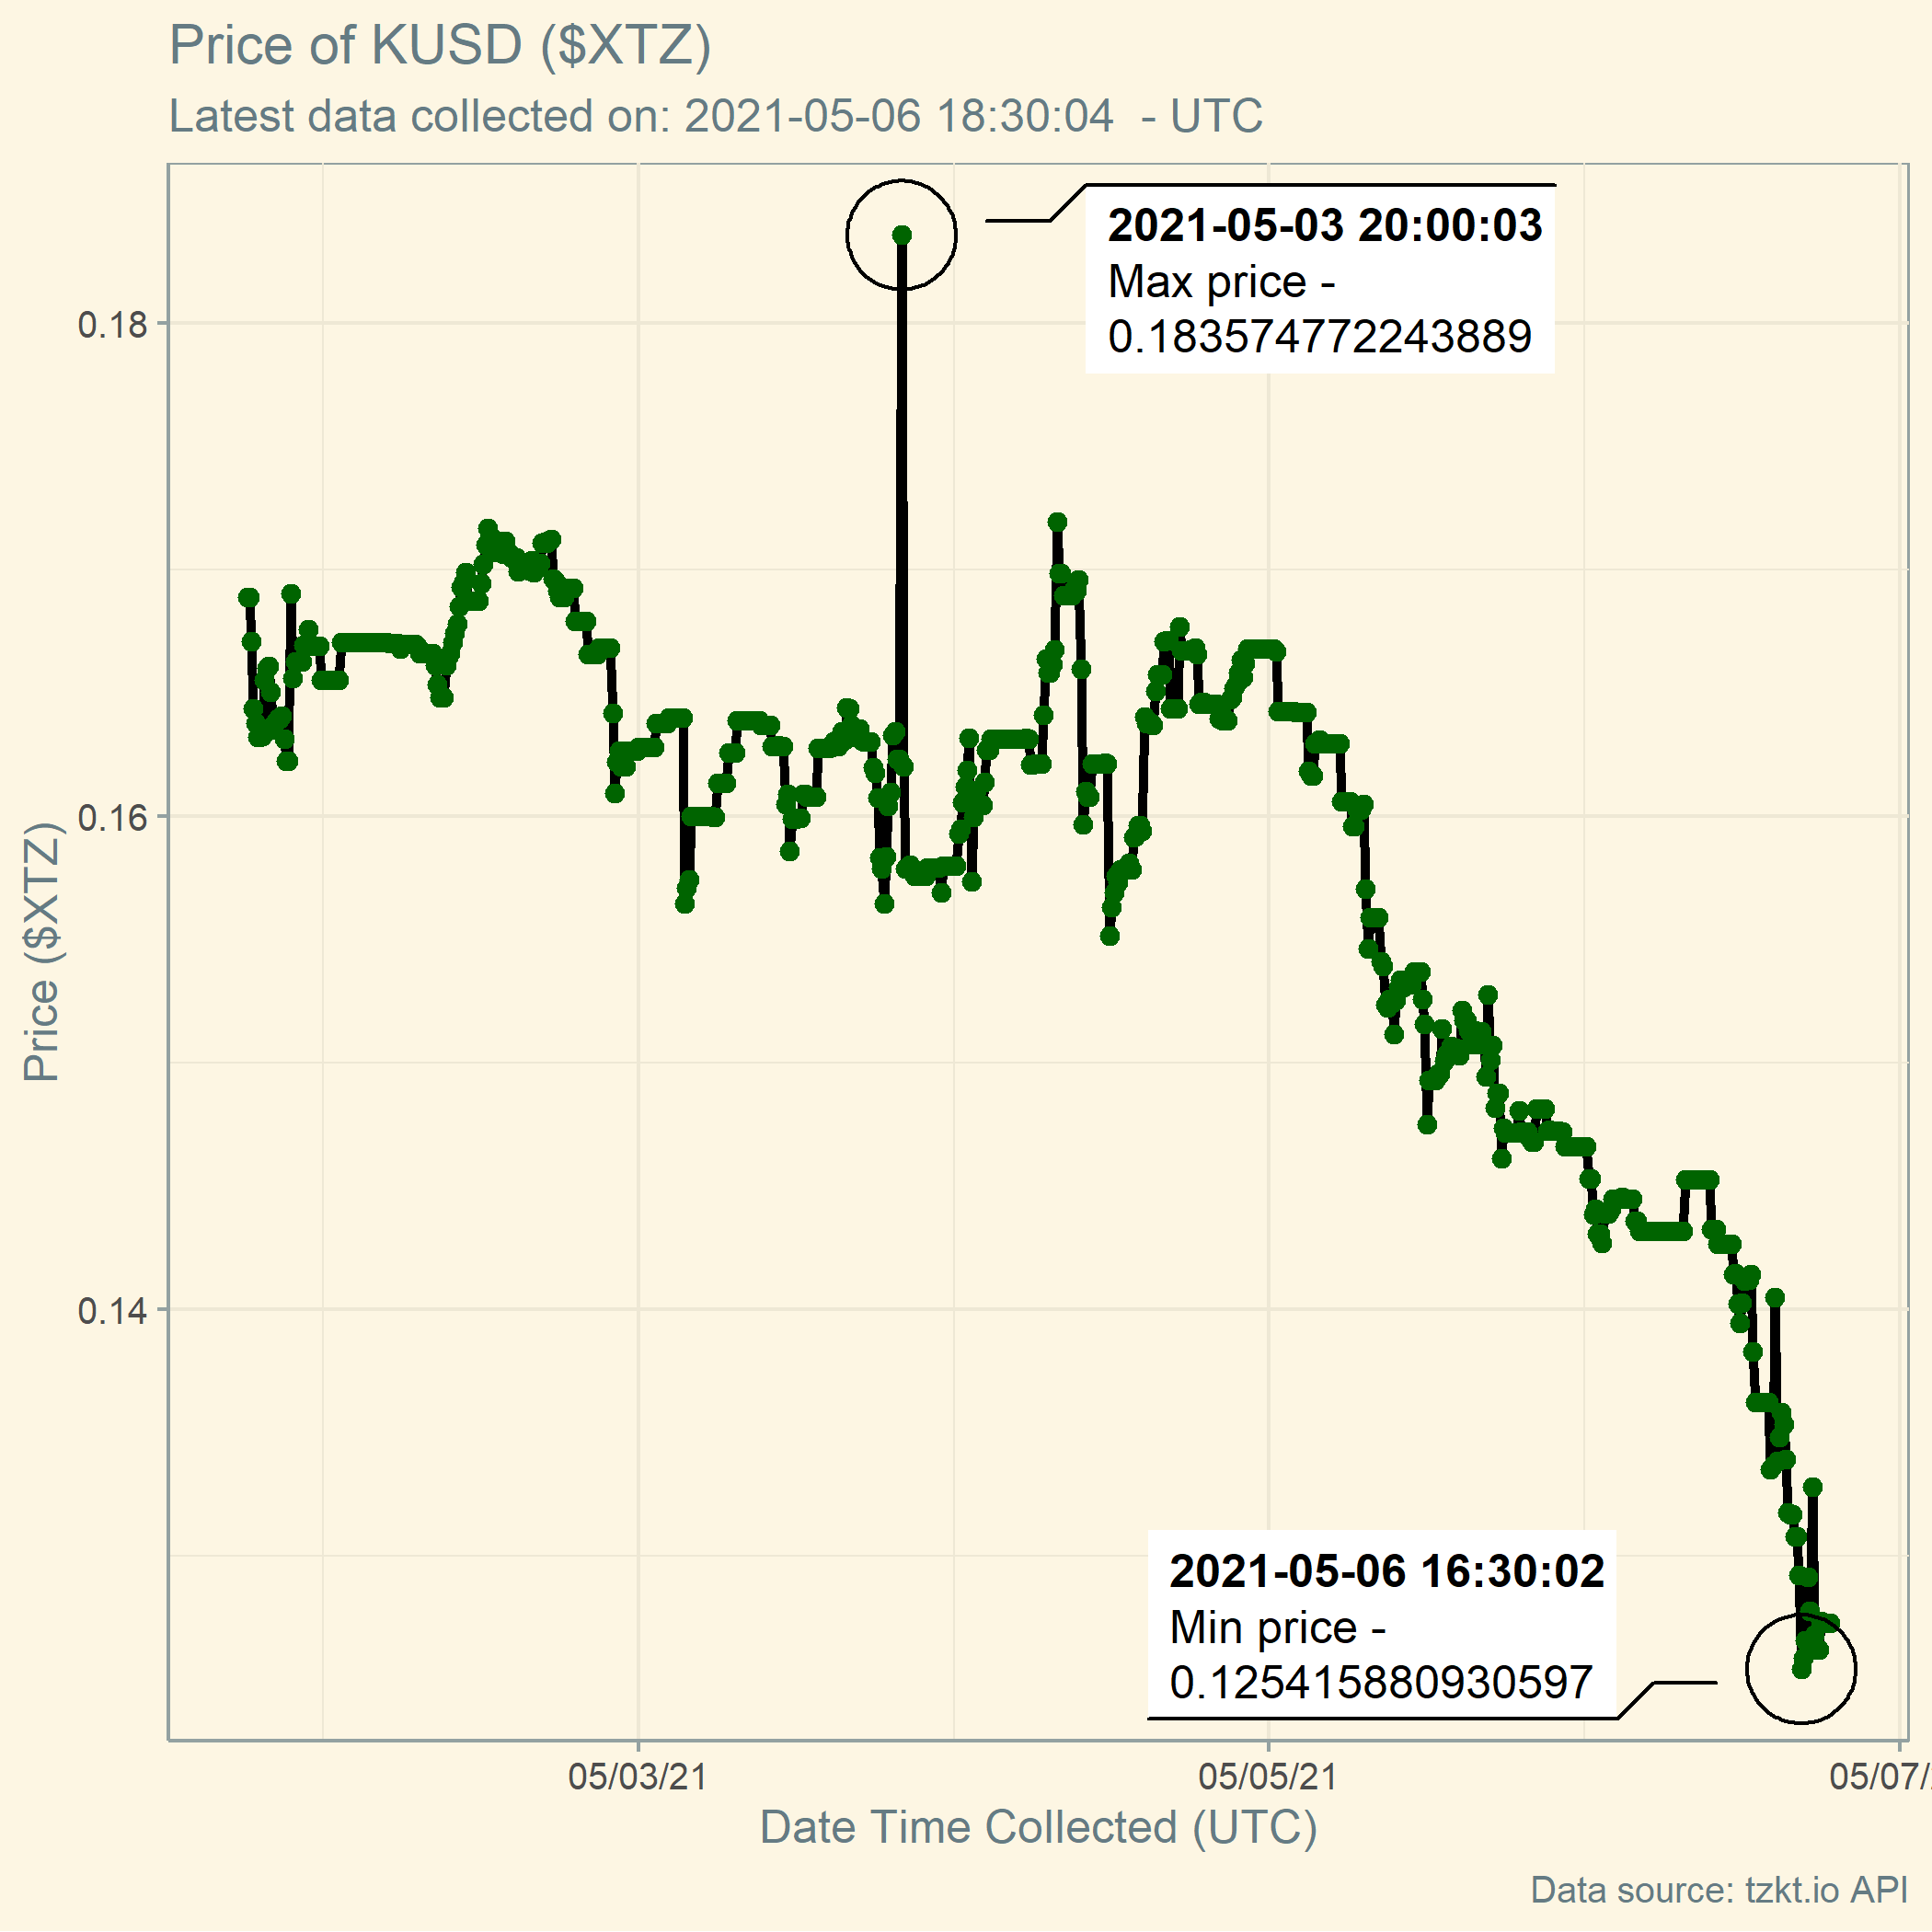 Price of KUSD ($XTZ)
Latest data collected on: 2021-05-06 18:30:04  - UTC
2021-05-03 20:00:03
Max price -
0.183574772243889
0.18
0.16
0.14
Price ($XTZ)
2021-05-06 16:30:02
Min price -
0.125415880930597
05/03/21
05/05/21
05/07/
Date Time Collected (UTC)
Data source: tzkt.io API